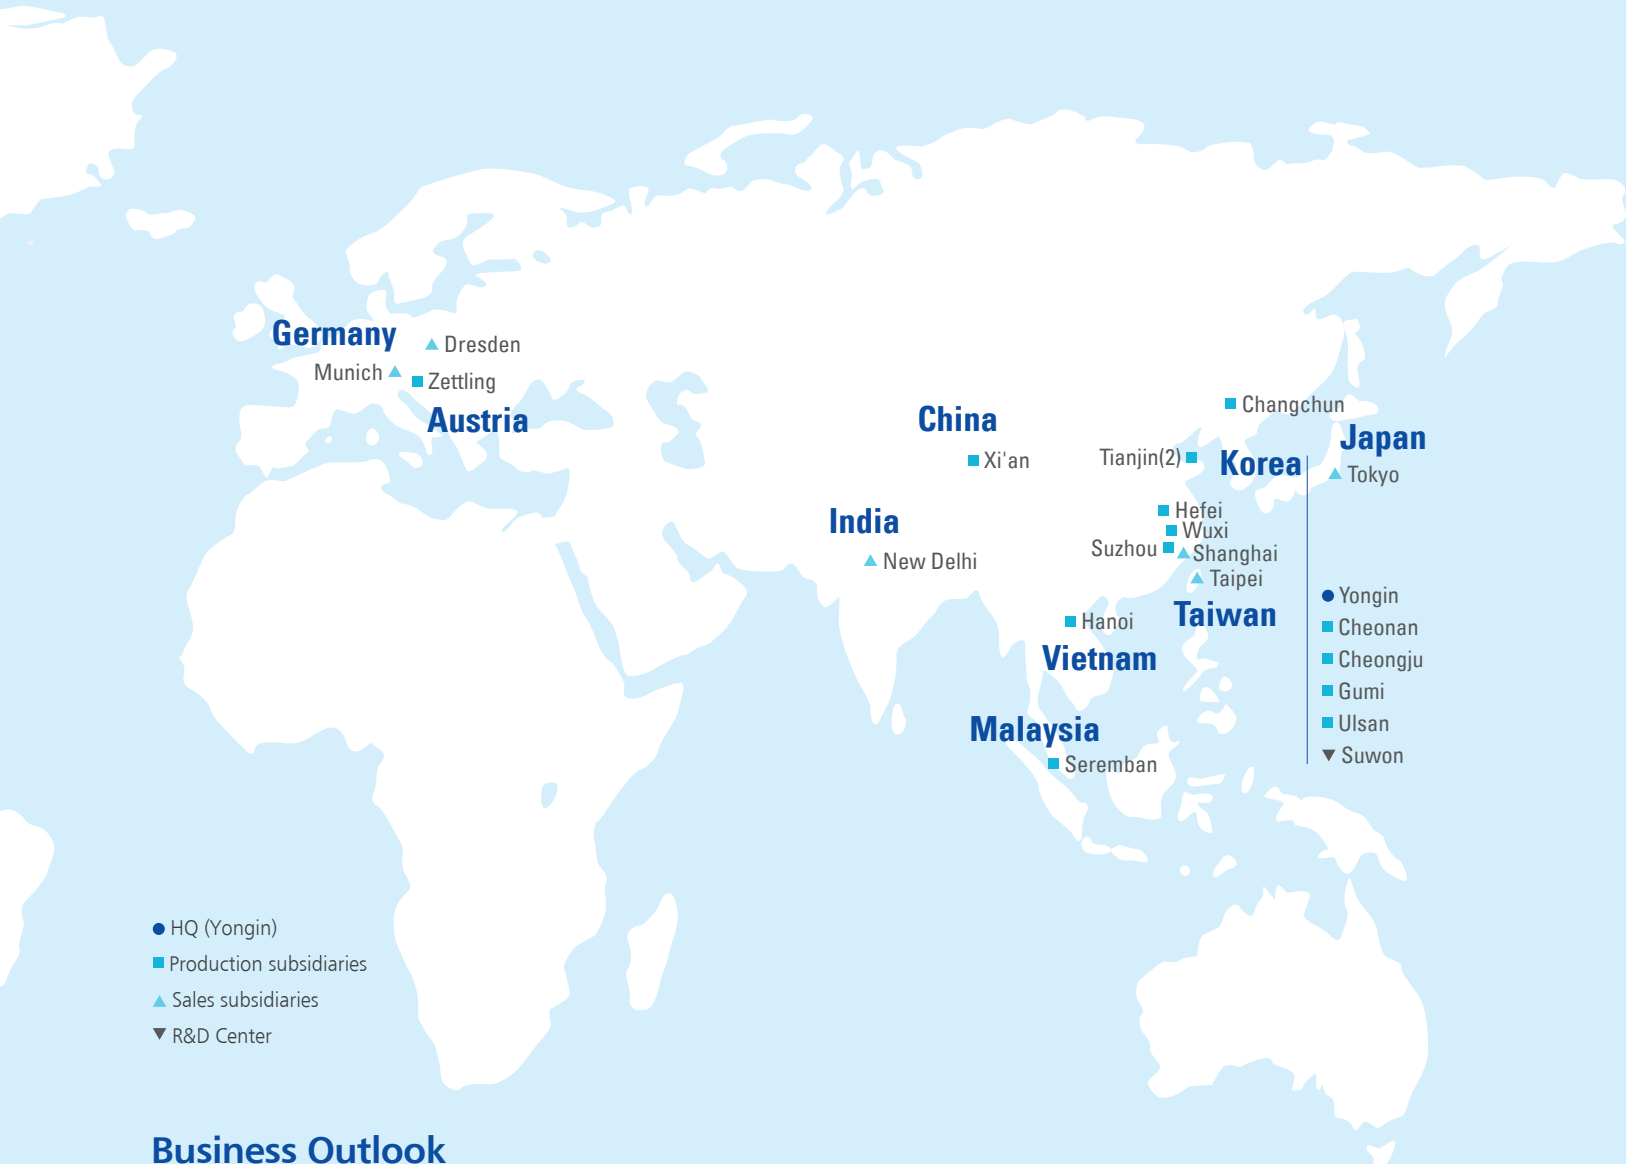 Germany
Dresden
Munich
Zettling
Austria
China
Xi'an
Changchun
Japan
Tianjin(2)
Korea
Tokyo
India
New Delhi
Hefei
Wuxi
Suzhou
Shanghai
Taipei
Taiwan
Hanoi
Vietnam
Malaysia
Seremban
Yongin
Cheonan
Cheongju
Gumi
Ulsan
Suwon
HQ (Yongin)
Production subsidiaries
Sales subsidiaries
R&D Center
Business Outlook